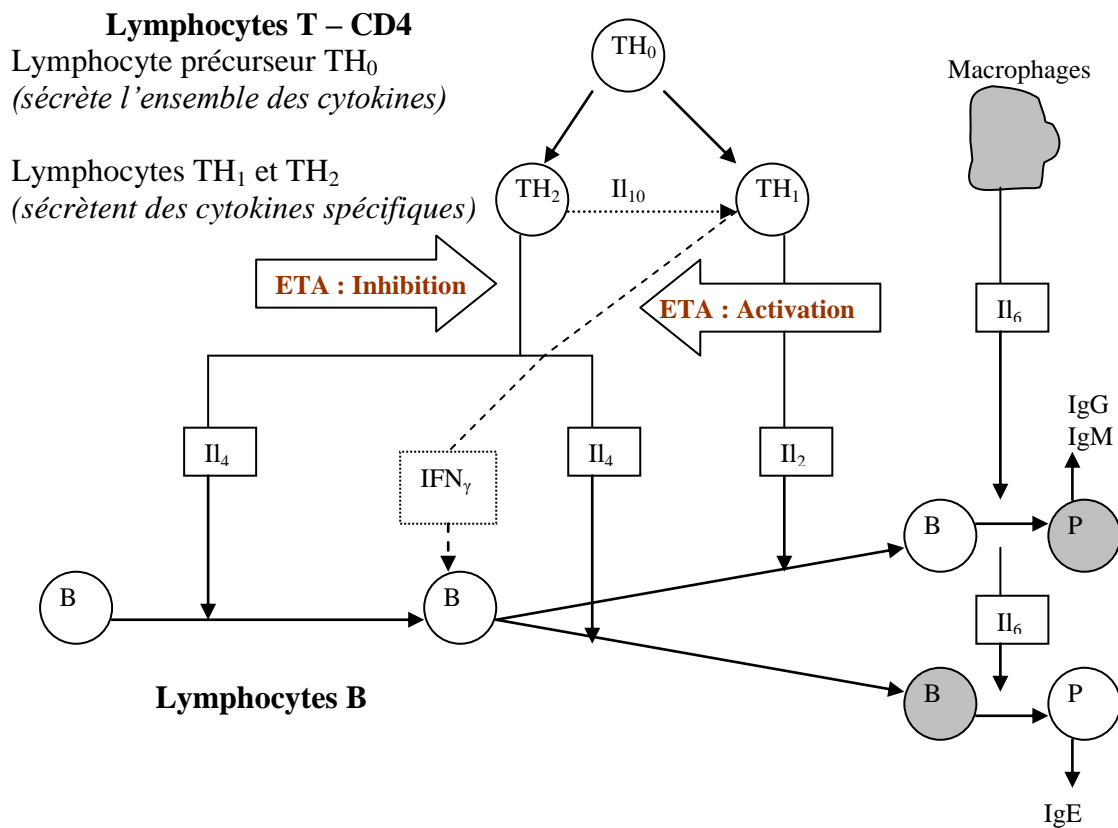 Lymphocytes T – CD4
Lymphocyte précurseur TH₀
(sécrète l'ensemble des cytokines)
TH₀
Macrophages
Lymphocytes TH₁ et TH₂
(sécrètent des cytokines spécifiques)
TH₂
Il₁₀
TH₁
ETA : Inhibition
ETA : Activation
Il₆
IgG
IgM
Il₄
IFNᵧ
Il₄
Il₂
B
P
B
B
Il₆
Lymphocytes B
B
P
IgE